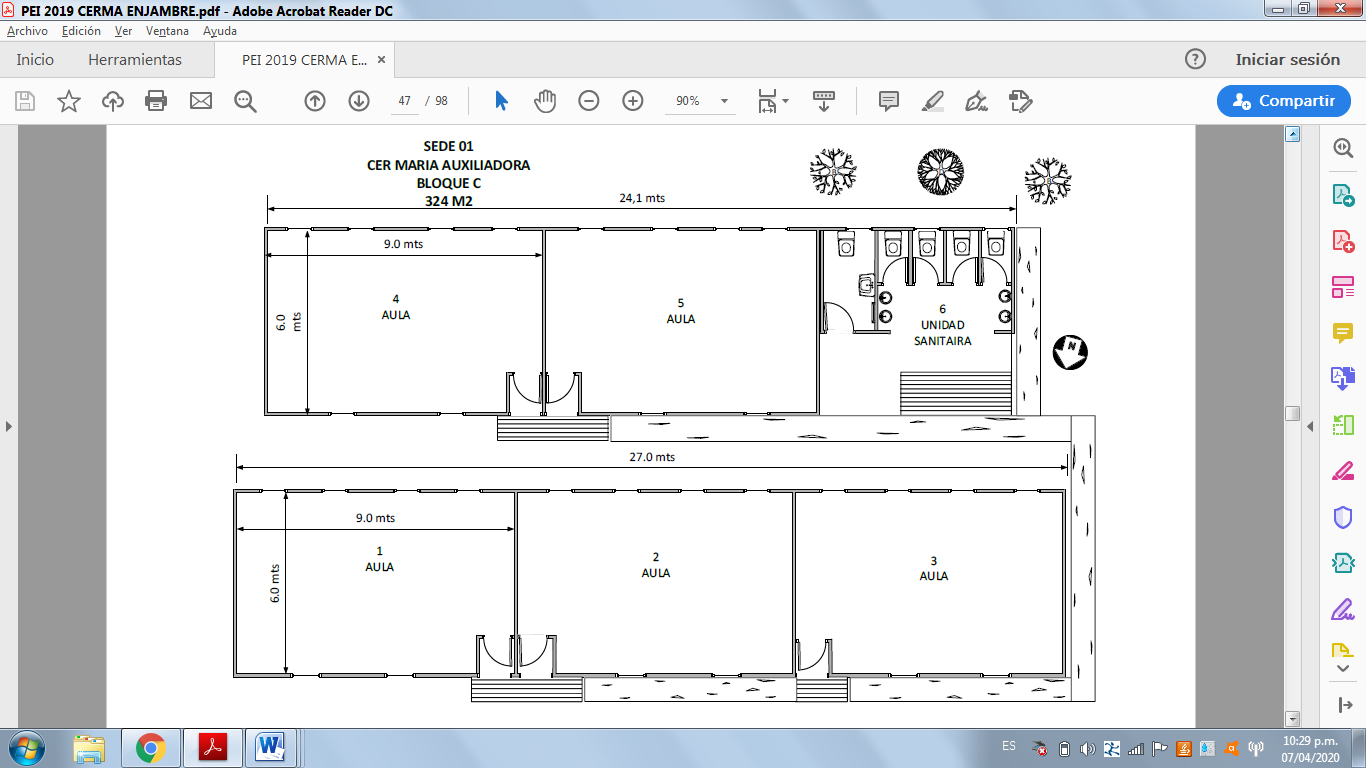 PEI 2019 CERMA ENJAMBRE.pdf - Adobe Acrobat Reader DC
Archivo Edición Ver Ventana Ayuda
Inicio Herramientas PEI 2019 CERMA E... Iniciar sesión
47 / 98 90% Compartir
SEDE 01
CER MARIA AUXILIADORA
BLOQUE C
324 M2
24,1 mts
9.0 mts
6.0 mts
4
AULA
5
AULA
6
UNIDAD
SANITAIRA
N
27.0 mts
9.0 mts
6.0 mts
1
AULA
2
AULA
3
AULA
ES 10:29 p.m.
07/04/2020